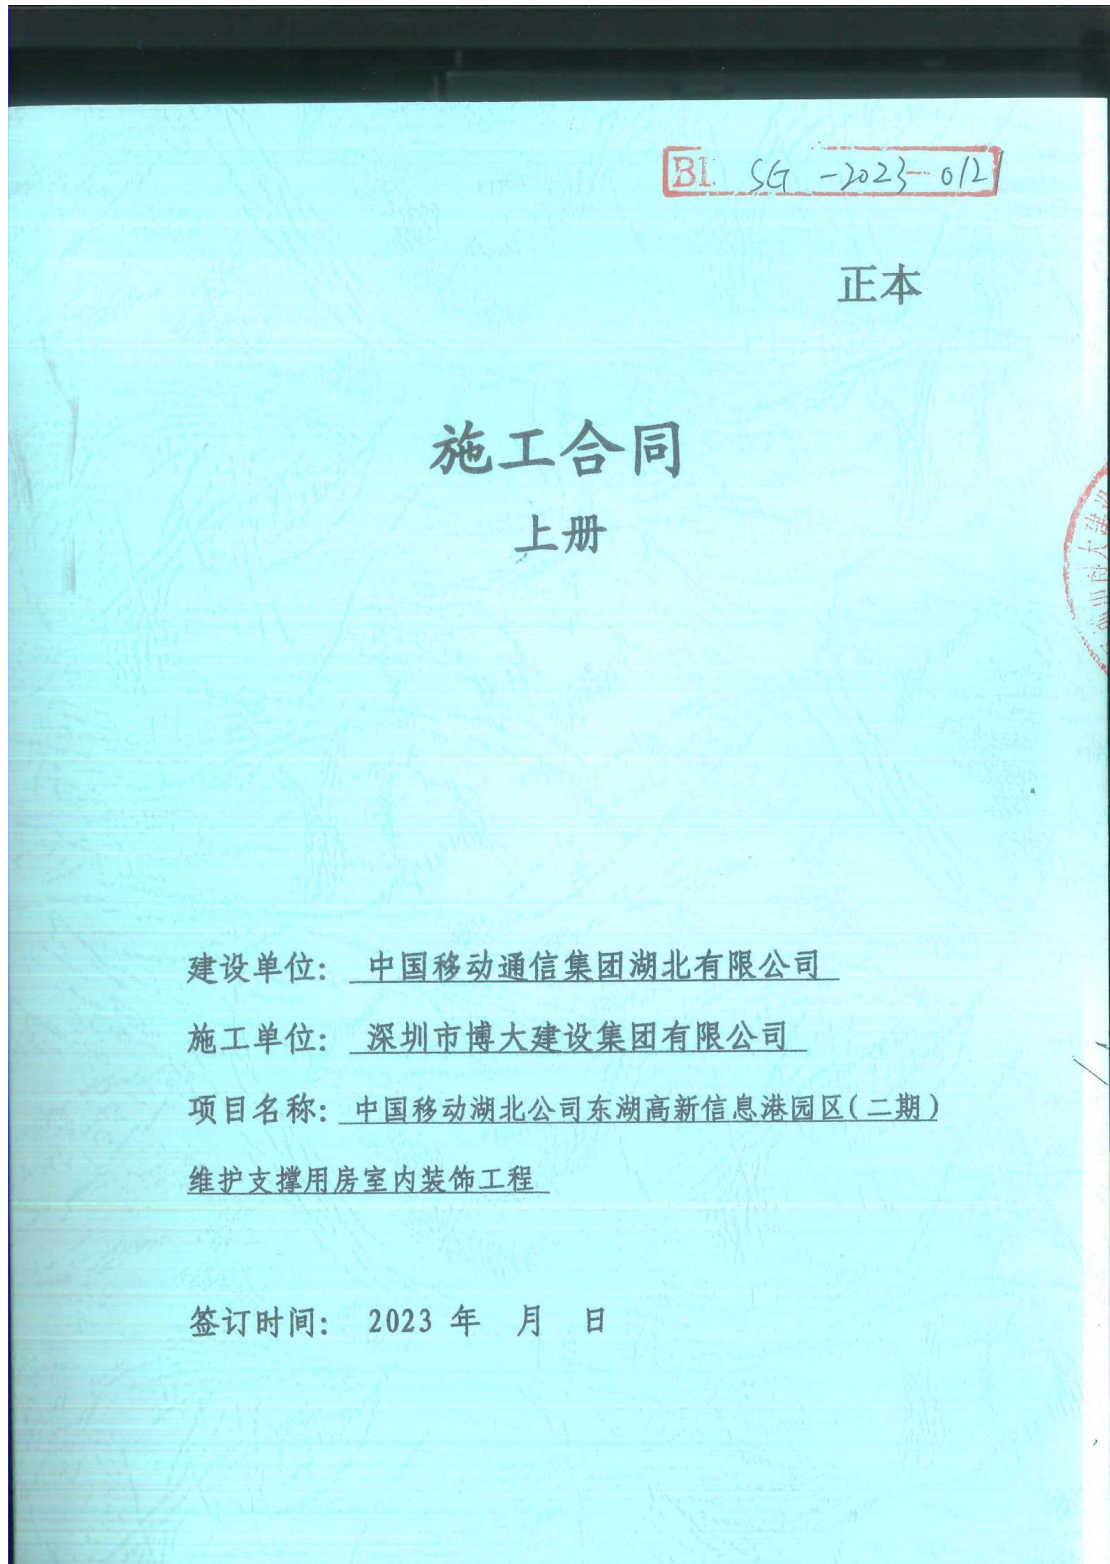 BI SG -2023-0121
正本
施工合同
上册
建设单位: 中国移动通信集团湖北有限公司
施工单位: 深圳市博大建设集团有限公司
项目名称: 中国移动湖北公司东湖高新信息港园区(二期)
维护支撑用房室内装饰工程
签订时间: 2023 年 月 日